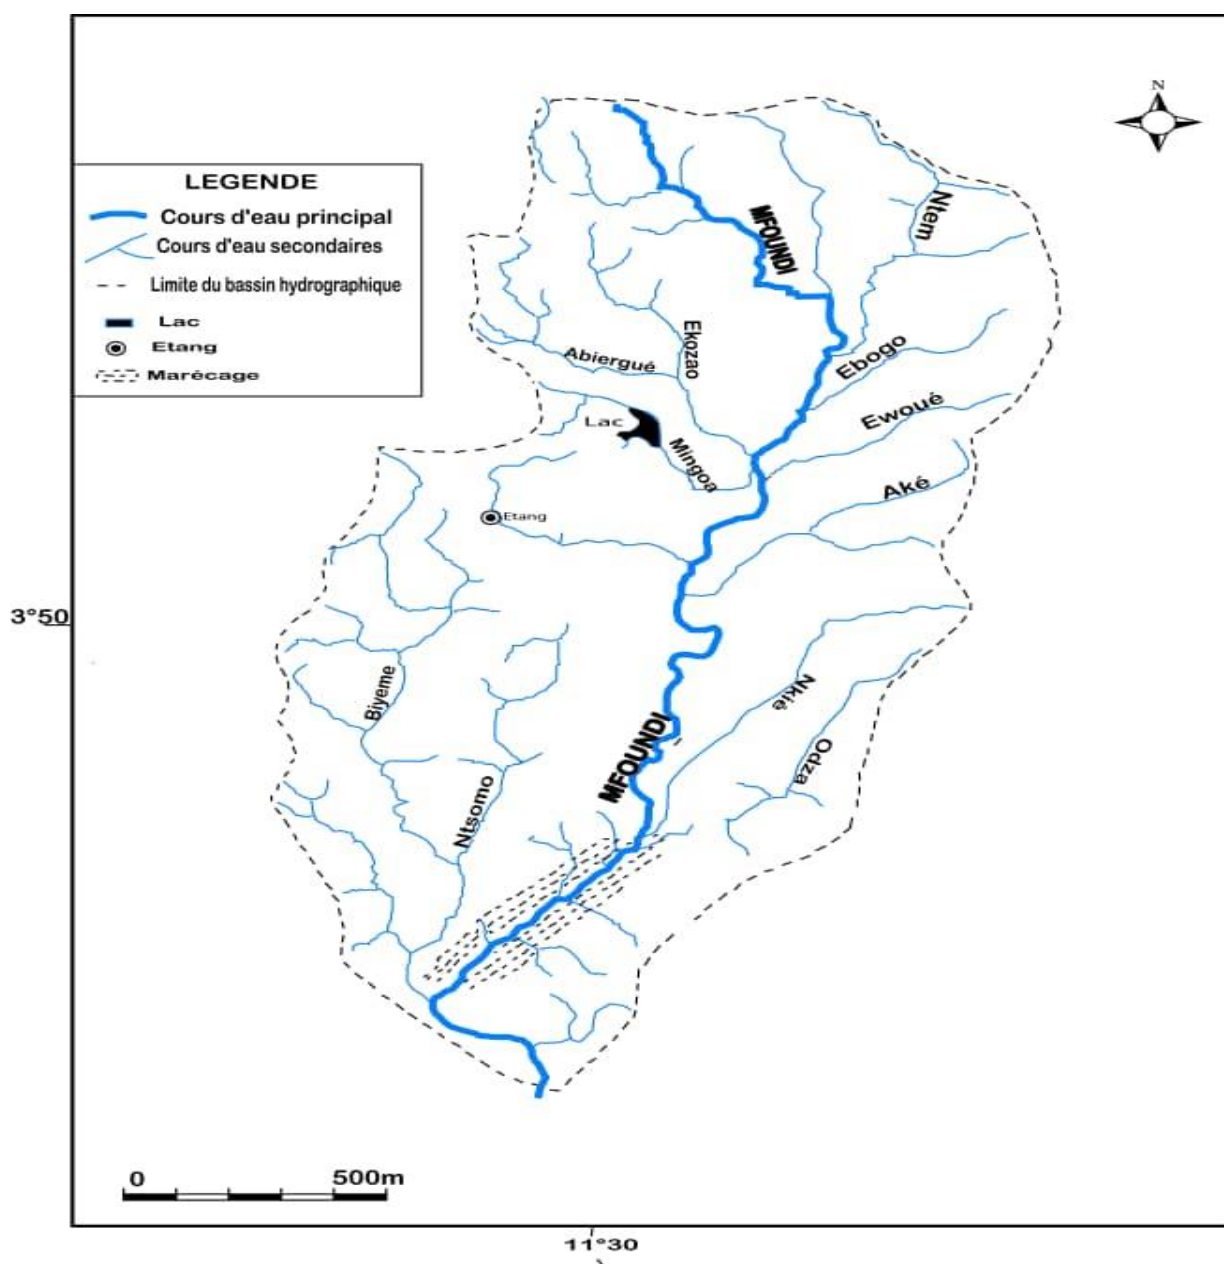 N
LEGENDE
Cours d'eau principal
Cours d'eau secondaires
Limite du bassin hydrographique
Lac
Etang
Marécage
MFOUNDI
Ntem
Ekozao
Abiergué
Ebogo
Ewoué
Lac
Mingoa
Aké
Etang
3°50
Biyeme
Nkié
MFOUNDI
Odza
Ntsomo
0 500m
11°30